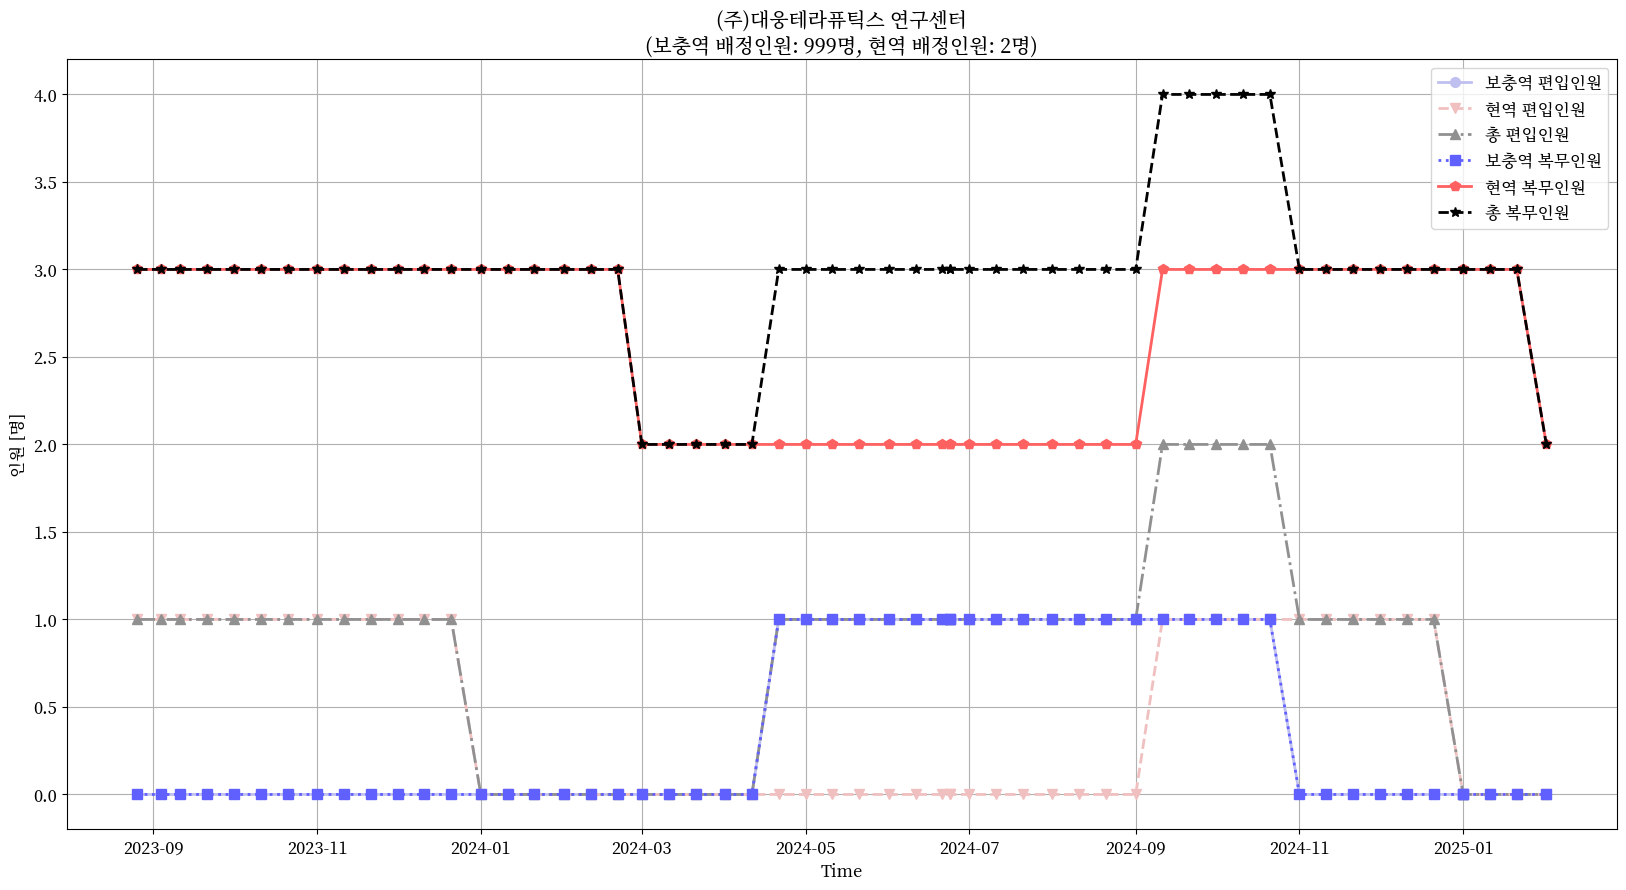 (주)대웅테라퓨틱스 연구센터
(보충역 배정인원: 999명, 현역 배정인원: 2명)
보충역 편입인원
현역 편입인원
총 편입인원
보충역 복무인원
현역 복무인원
총 복무인원
4.0
3.5
3.0
2.5
2.0
1.5
1.0
0.5
0.0
인원 [명]
2023-09 2023-11 2024-01 2024-03 2024-05 2024-07 2024-09 2024-11 2025-01
Time